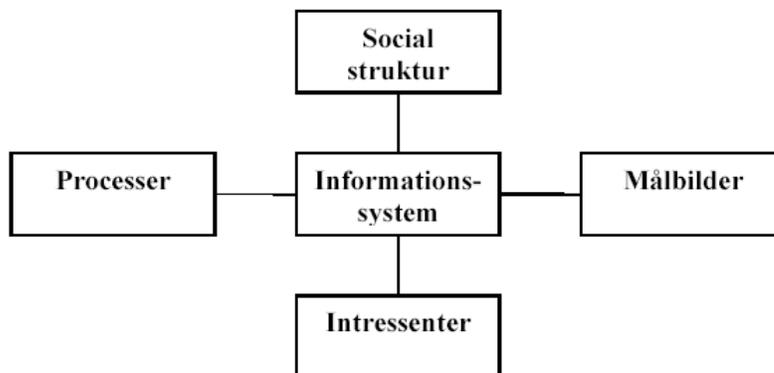 Social
struktur
Processer
Informations-
system
Målbilder
Intressenter